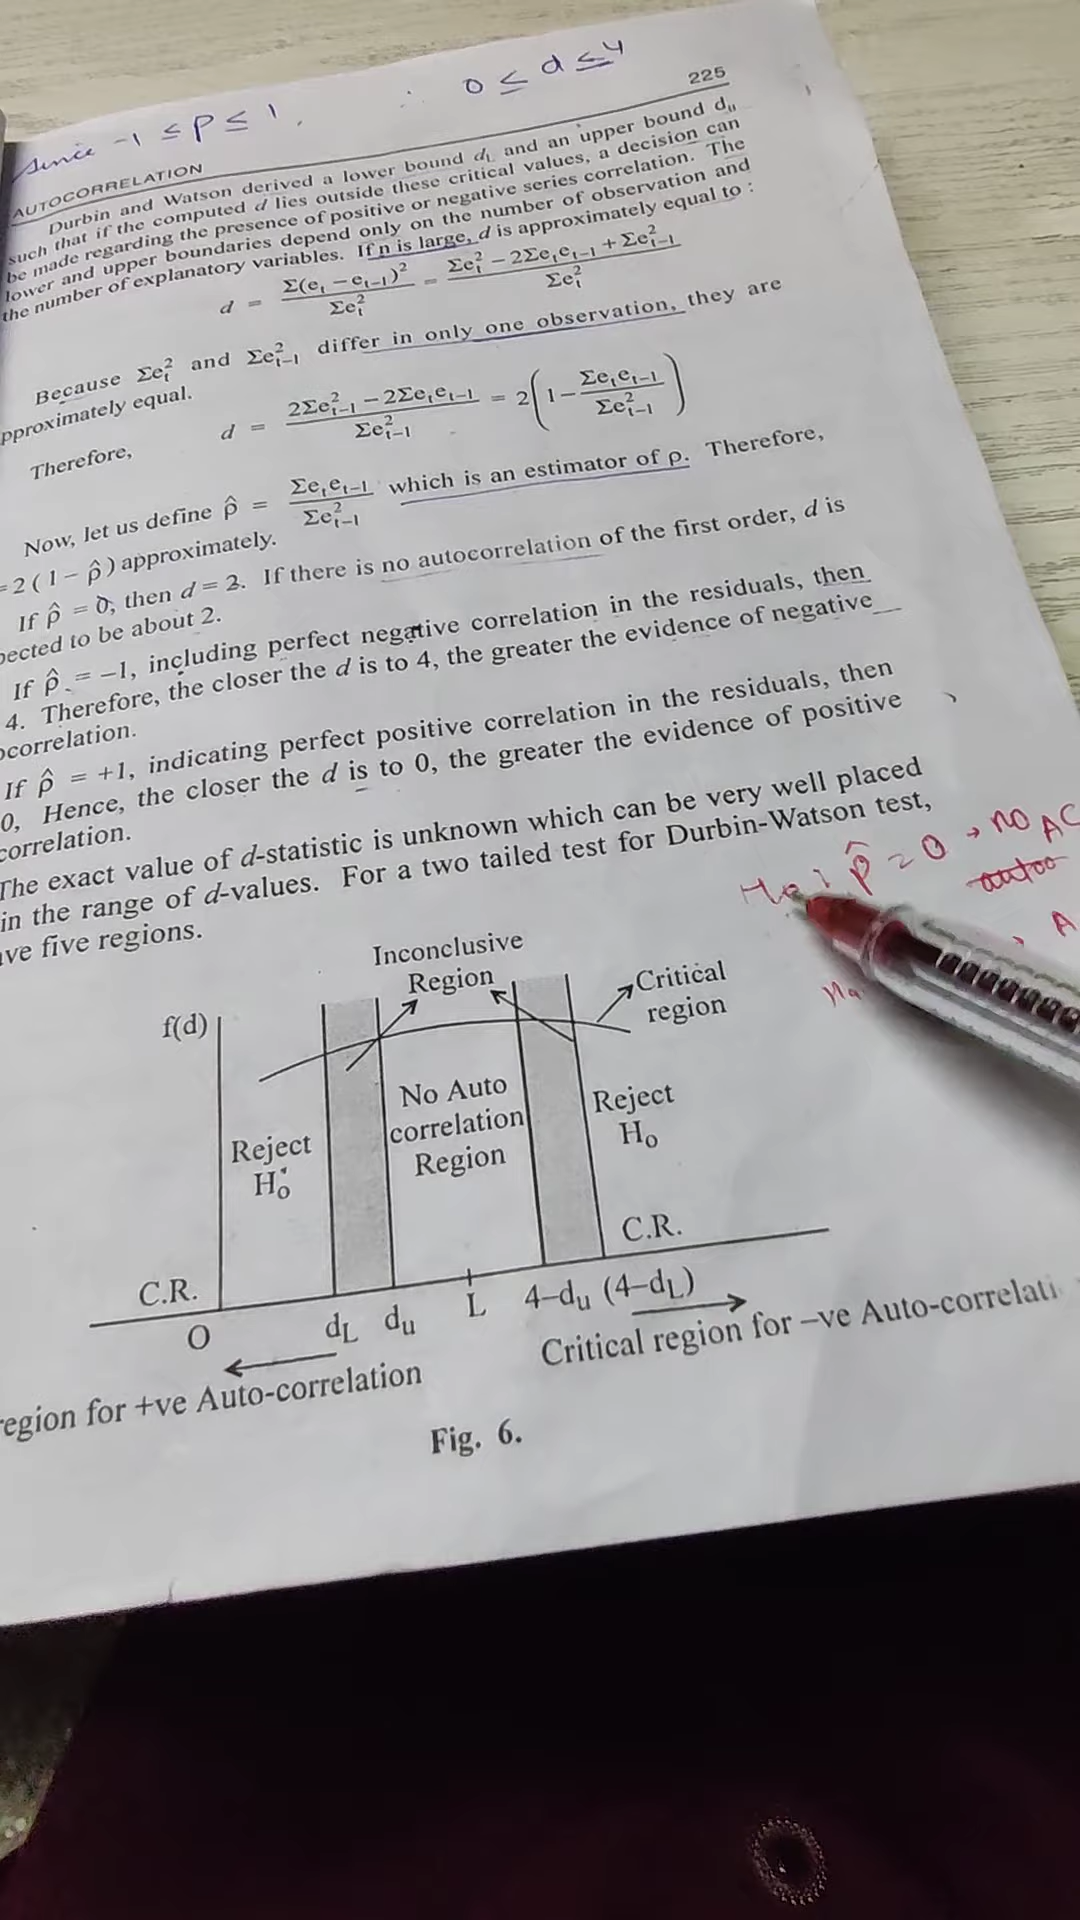 since -1 ≤ ρ ≤ 1. ∴ 0 ≤ d ≤ 4
AUTOCORRELATION 225
Durbin and Watson derived a lower bound dL and an upper bound du
such that if the computed d lies outside these critical values, a decision can
be made regarding the presence of positive or negative series correlation. The
lower and upper boundaries depend only on the number of observation and
the number of explanatory variables. If n is large, d is approximately equal to :
d = Σ(et – et–1)² / Σet² = Σet² – 2Σetet–1 + Σe²t–1 / Σet²
Because Σet² and Σe²t–1 differ in only one observation, they are
pproximately equal.
Therefore, d = 2Σe²t–1 – 2Σetet–1 / Σe²t–1 = 2(1 – Σetet–1 / Σe²t–1)
Now, let us define ρ̂ = Σetet–1 / Σe²t–1 which is an estimator of ρ. Therefore,
= 2 ( 1 – ρ̂ ) approximately.
If ρ̂ = 0, then d = 2. If there is no autocorrelation of the first order, d is
pected to be about 2.
If ρ̂ = –1, including perfect negative correlation in the residuals, then
4. Therefore, the closer the d is to 4, the greater the evidence of negative
ocorrelation.
If ρ̂ = +1, indicating perfect positive correlation in the residuals, then
0, Hence, the closer the d is to 0, the greater the evidence of positive
correlation.
The exact value of d-statistic is unknown which can be very well placed
in the range of d-values. For a two tailed test for Durbin-Watson test,
ave five regions.
Ho : ρ̂ = 0 → NO AC
autoo
A
Ha
Inconclusive
Region
Critical
region
f(d)
No Auto
correlation
Region
Reject
Ho
Reject
Ho
C.R.
C.R.
O dL du L 4–du (4–dL)
region for +ve Auto-correlation
Critical region for –ve Auto-correlati
Fig. 6.